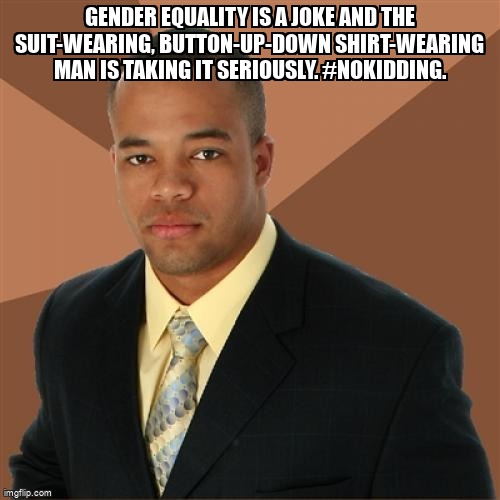 GENDER EQUALITY IS A JOKE AND THE
SUIT-WEARING, BUTTON-UP-DOWN SHIRT-WEARING
MAN IS TAKING IT SERIOUSLY. #NOKIDDING.
imgflip.com